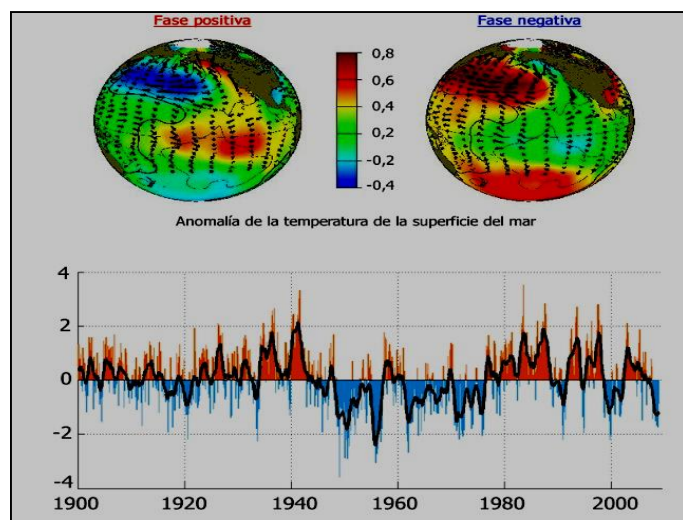 Fase positiva
Fase negativa
0,8
0,6
0,4
0,2
-0,2
-0,4
Anomalía de la temperatura de la superficie del mar
4
2
0
-2
-4
1900 1920 1940 1960 1980 2000